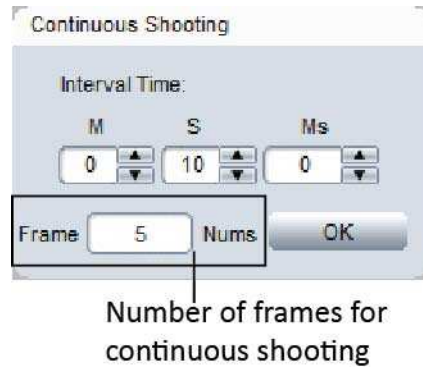 Continuous Shooting
Interval Time:
M S Ms
0 10 0
Frame 5 Nums OK
Number of frames for
continuous shooting